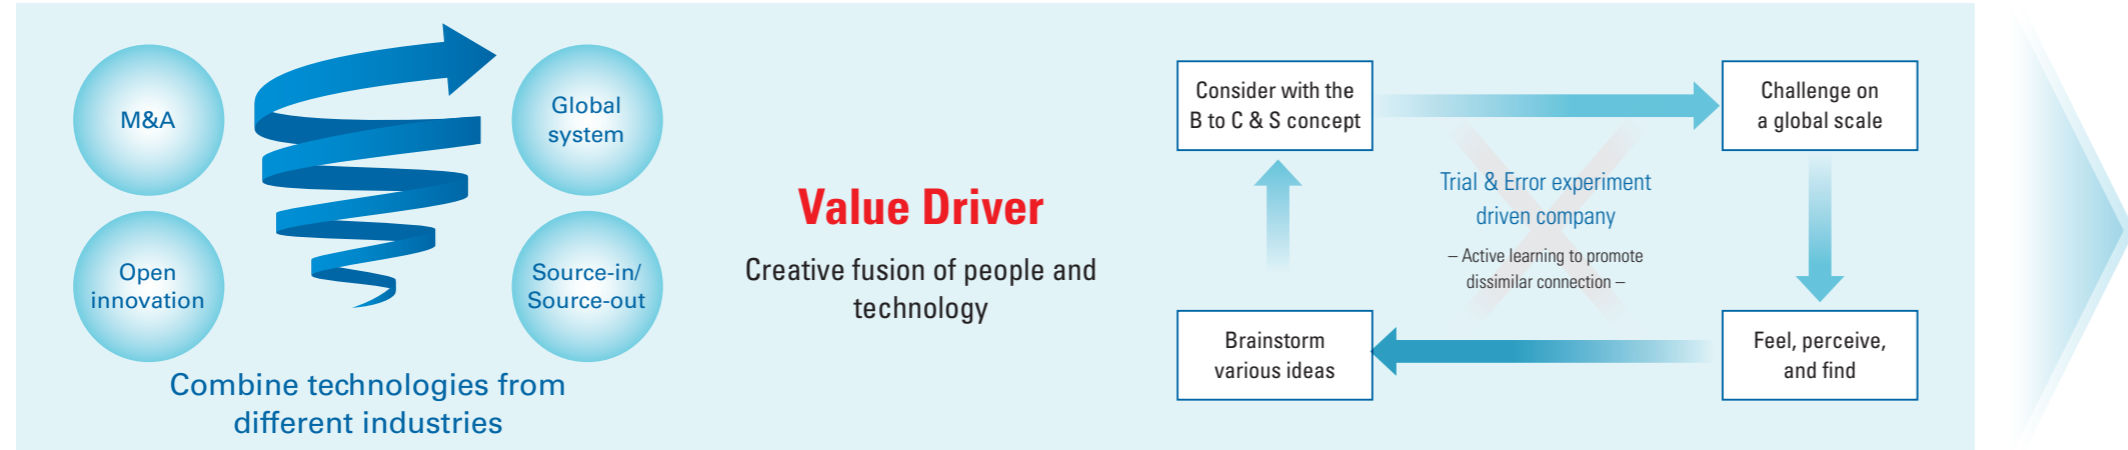 M&A
Global
system
Open
innovation
Source-in/
Source-out
Combine technologies from
different industries
Value Driver
Creative fusion of people and
technology
Consider with the
B to C & S concept
Challenge on
a global scale
Trial & Error experiment
driven company
– Active learning to promote
dissimilar connection –
Brainstorm
various ideas
Feel, perceive,
and find